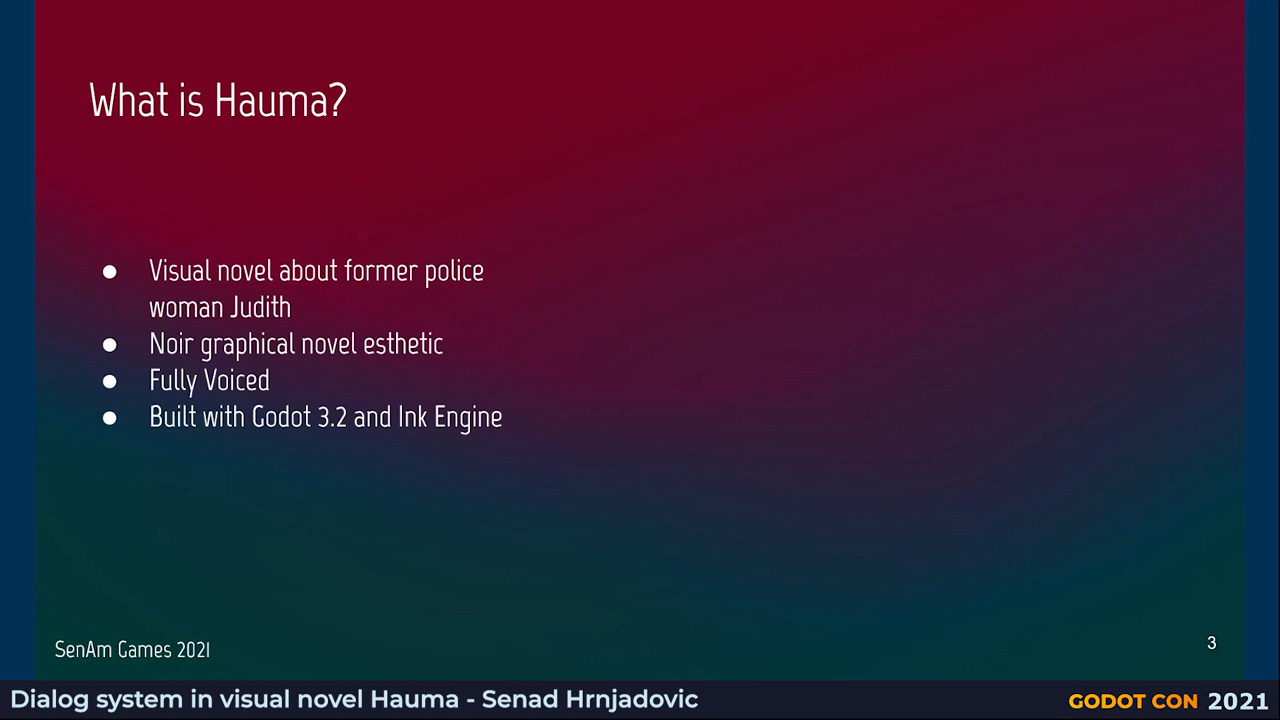 What is Hauma?
● Visual novel about former police
woman Judith
● Noir graphical novel esthetic
● Fully Voiced
● Built with Godot 3.2 and Ink Engine
SenAm Games 2021
3
Dialog system in visual novel Hauma - Senad Hrnjadovic
GODOT CON 2021